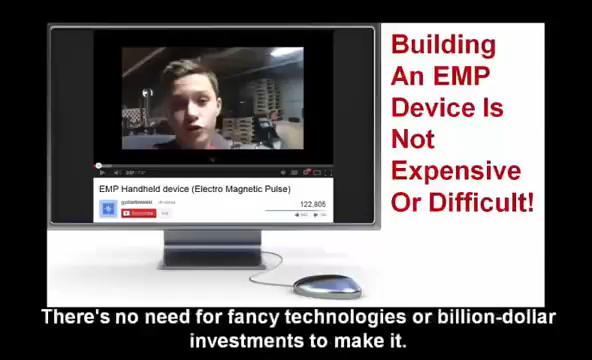 Building
An EMP
Device Is
Not
Expensive
Or Difficult!
EMP Handheld device (Electro Magnetic Pulse)
Subscribe
122,805
There's no need for fancy technologies or billion-dollar
investments to make it.